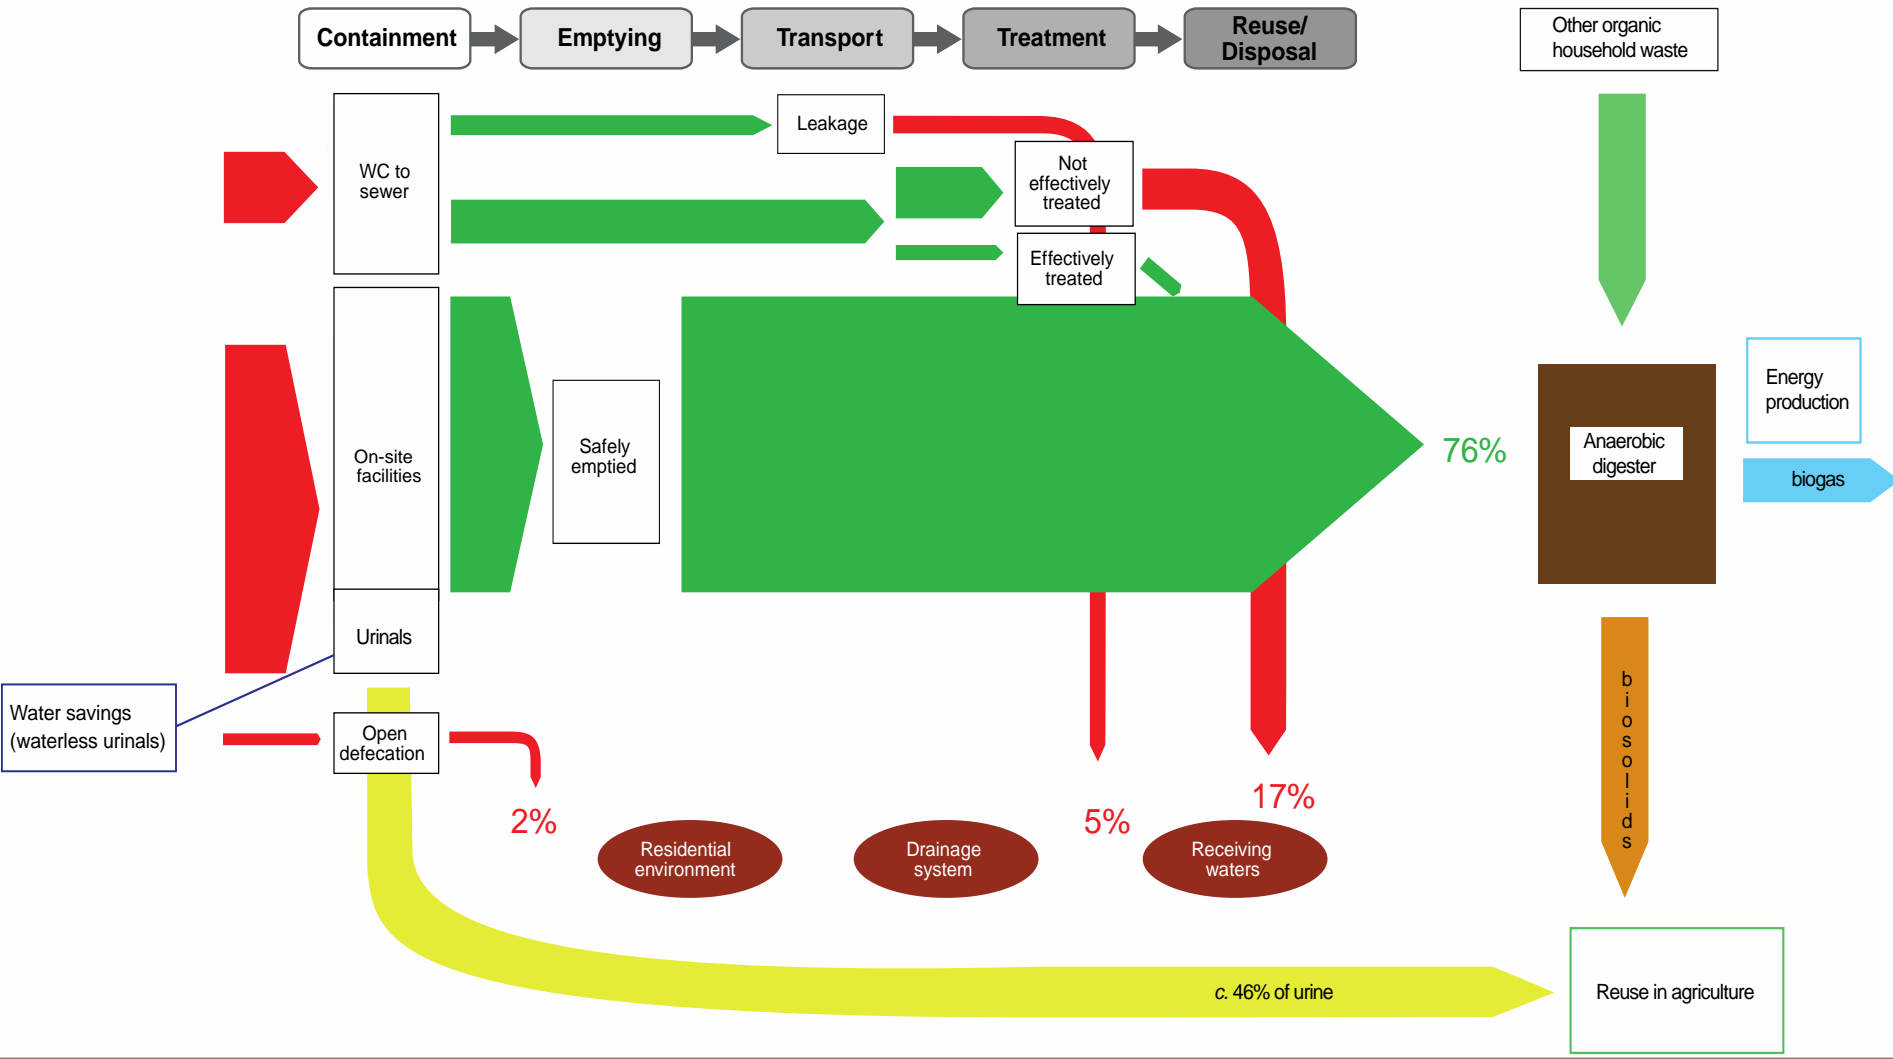 Containment
Emptying
Transport
Treatment
Reuse/
Disposal
Other organic
household waste
WC to
sewer
Leakage
Not
effectively
treated
Effectively
treated
On-site
facilities
Safely
emptied
76%
Anaerobic
digester
Energy
production
biogas
Urinals
Water savings
(waterless urinals)
Open
defecation
2%
5%
17%
Residential
environment
Drainage
system
Receiving
waters
biosolids
c. 46% of urine
Reuse in agriculture